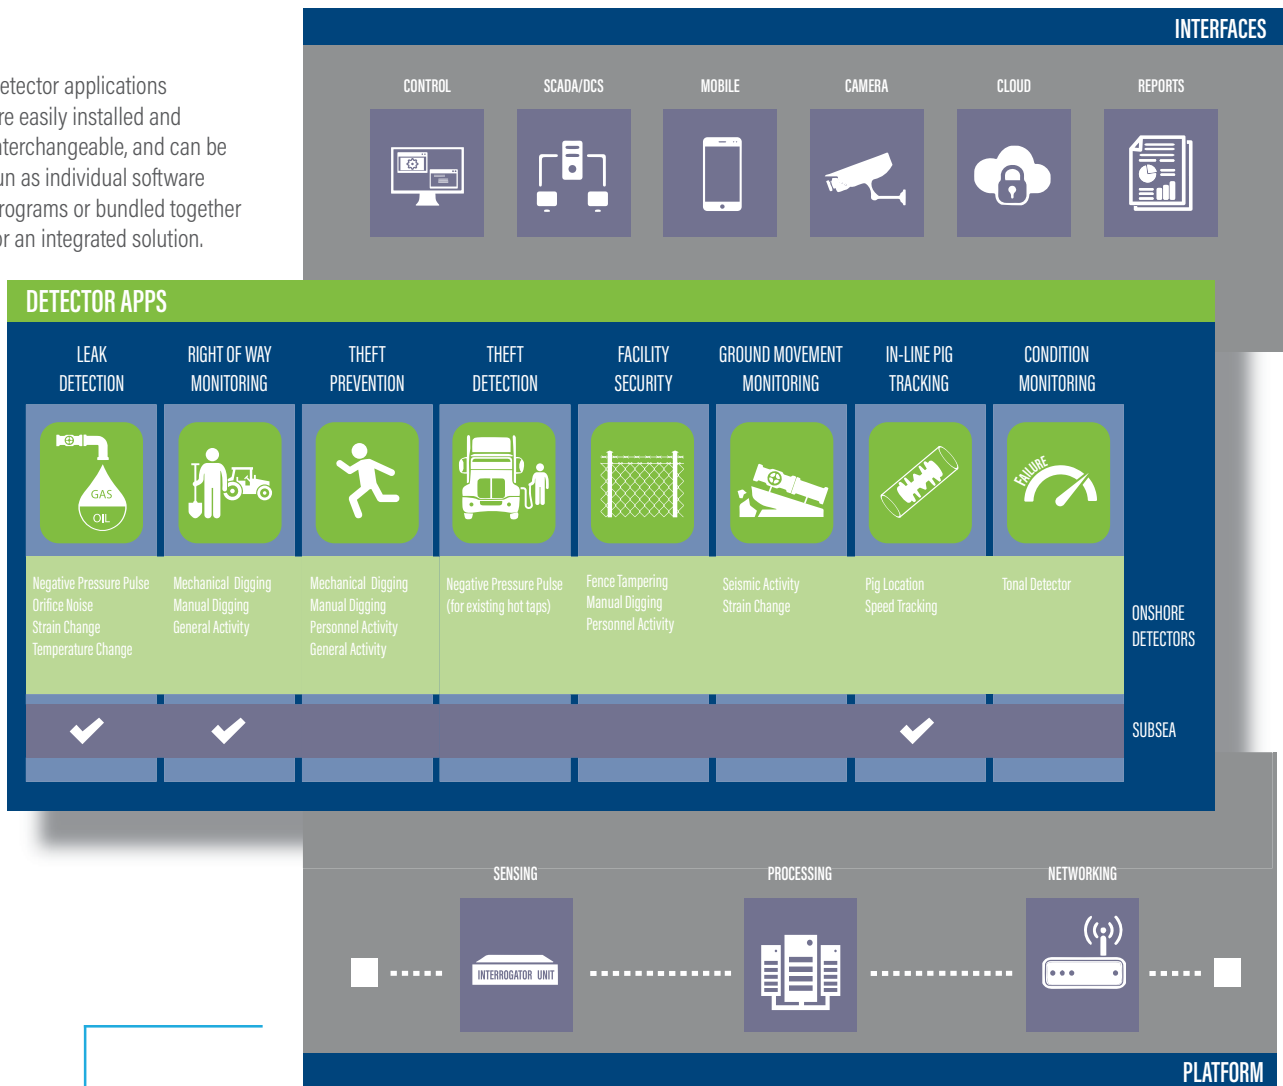 INTERFACES
etector applications
re easily installed and
nterchangeable, and can be
un as individual software
rograms or bundled together
or an integrated solution.
CONTROL
SCADA/DCS
MOBILE
CAMERA
CLOUD
REPORTS
DETECTOR APPS
LEAK
DETECTION
RIGHT OF WAY
MONITORING
THEFT
PREVENTION
THEFT
DETECTION
FACILITY
SECURITY
GROUND MOVEMENT
MONITORING
IN-LINE PIG
TRACKING
CONDITION
MONITORING
GAS
OIL
FAILURE
Negative Pressure Pulse
Orifice Noise
Strain Change
Temperature Change
Mechanical Digging
Manual Digging
General Activity
Mechanical Digging
Manual Digging
Personnel Activity
General Activity
Negative Pressure Pulse
(for existing hot taps)
Fence Tampering
Manual Digging
Personnel Activity
Seismic Activity
Strain Change
Pig Location
Speed Tracking
Tonal Detector
ONSHORE
DETECTORS
SUBSEA
SENSING
PROCESSING
NETWORKING
INTERROGATOR UNIT
PLATFORM